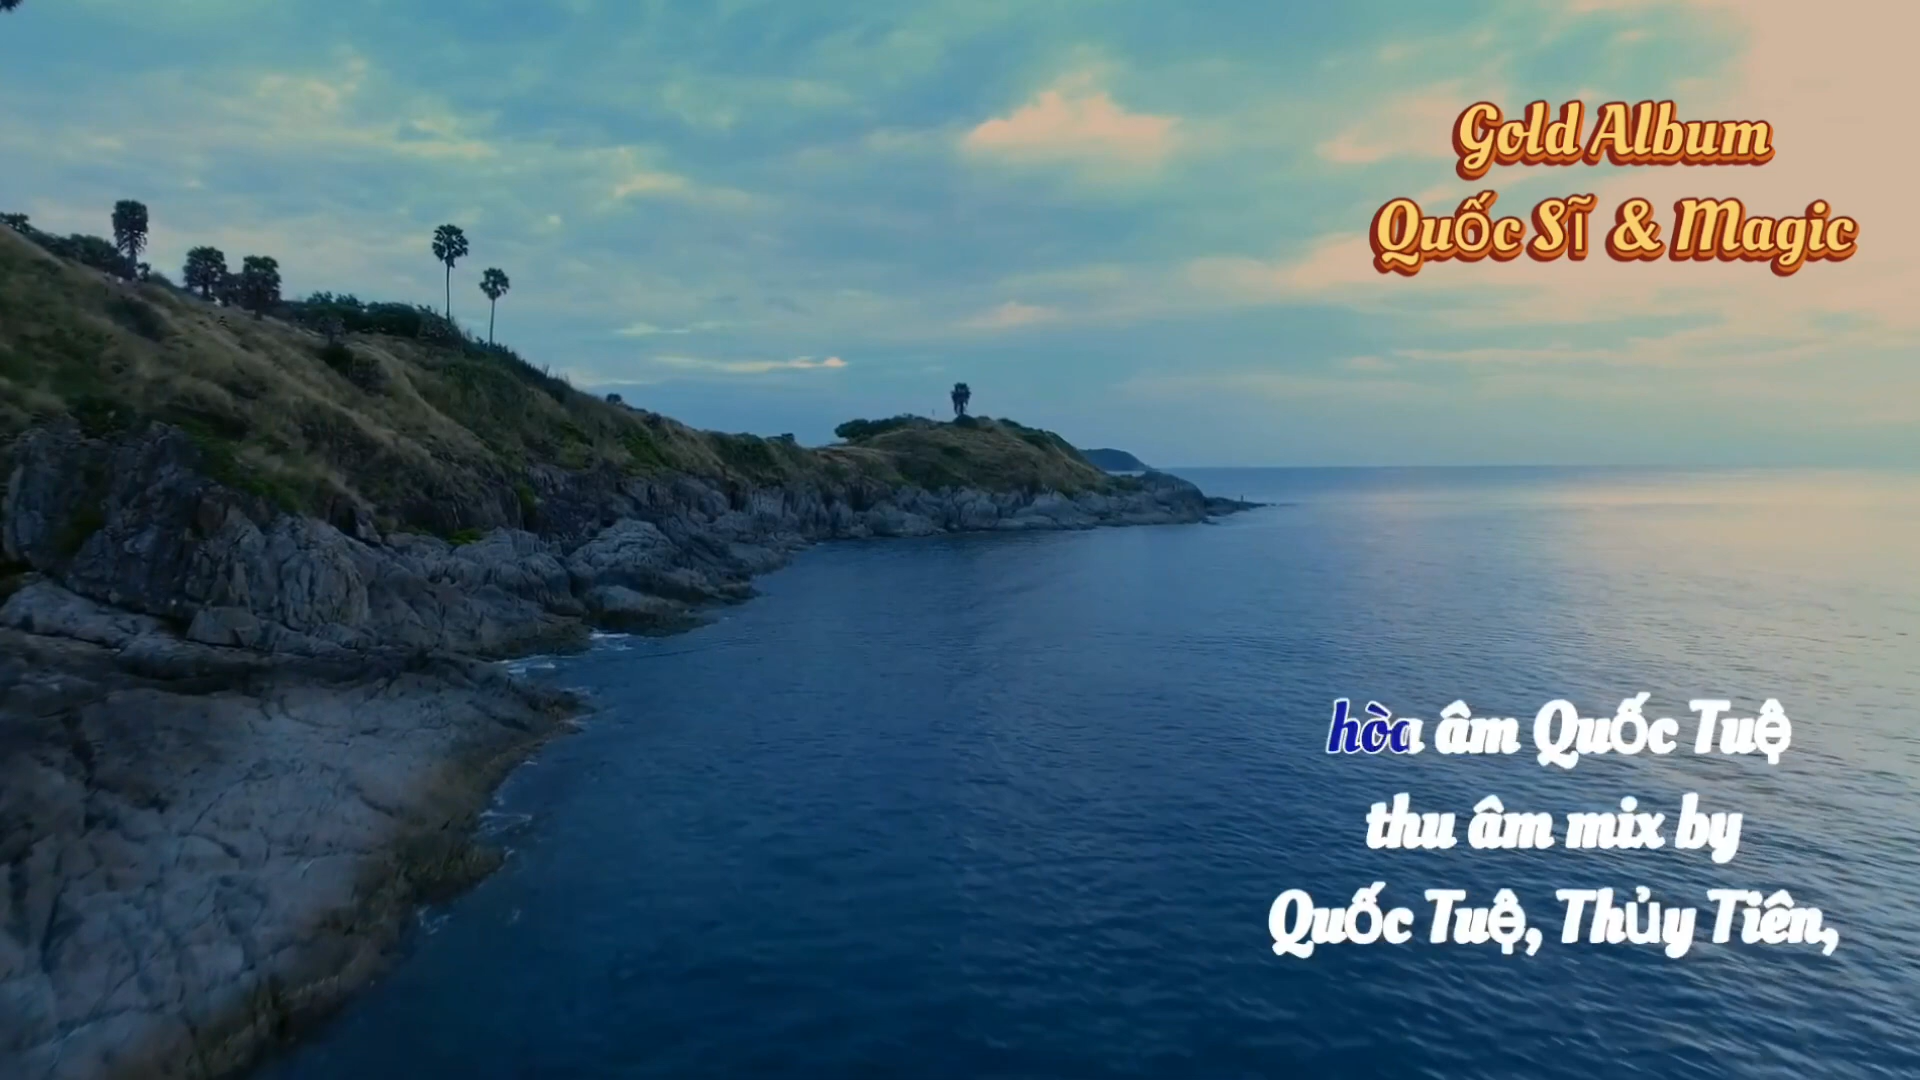 Gold Album
Quốc Sĩ & Magic
hòa âm Quốc Tuệ
thu âm mix by
Quốc Tuệ, Thủy Tiên,